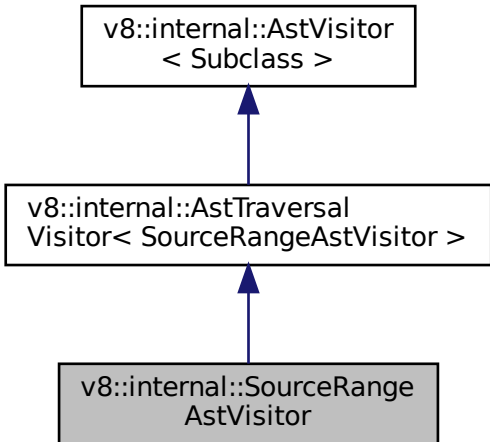 v8::internal::AstVisitor
< Subclass >
v8::internal::AstTraversal
Visitor< SourceRangeAstVisitor >
v8::internal::SourceRange
AstVisitor